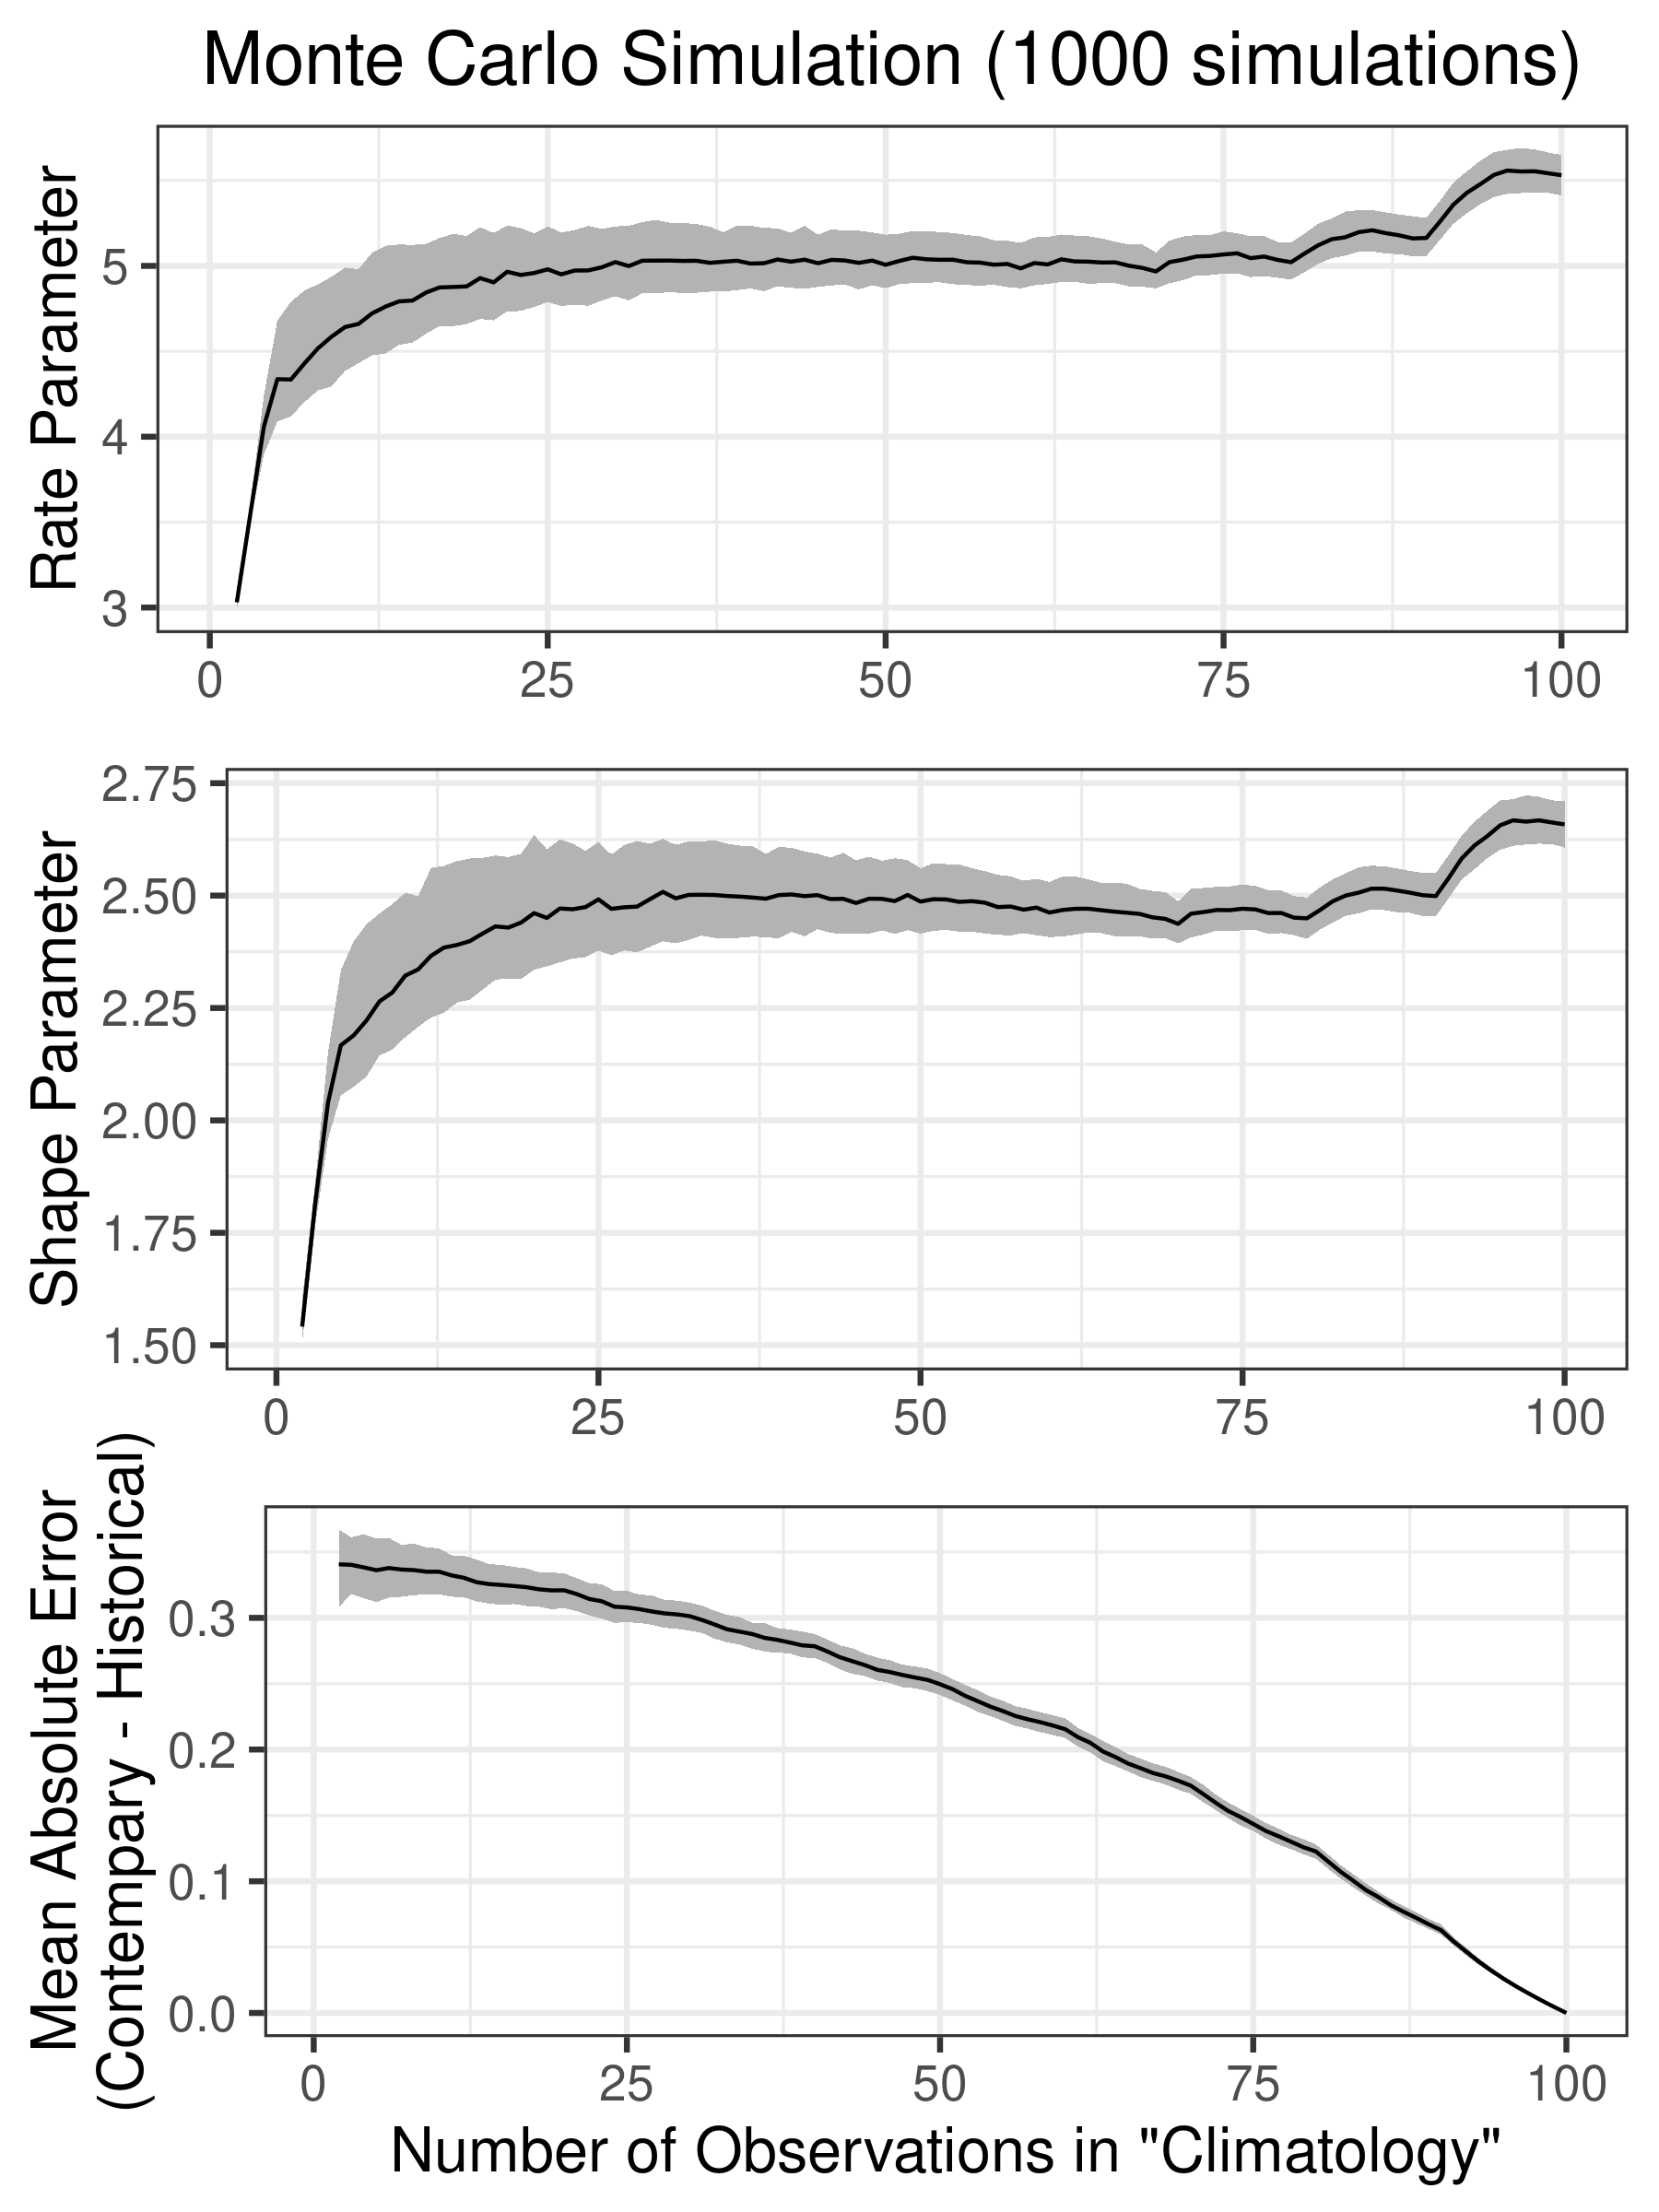 Monte Carlo Simulation (1000 simulations)
Rate Parameter
5
4
3
0 25 50 75 100
Shape Parameter
2.75
2.50
2.25
2.00
1.75
1.50
0 25 50 75 100
Mean Absolute Error
(Contempary - Historical)
0.3
0.2
0.1
0.0
0 25 50 75 100
Number of Observations in "Climatology"